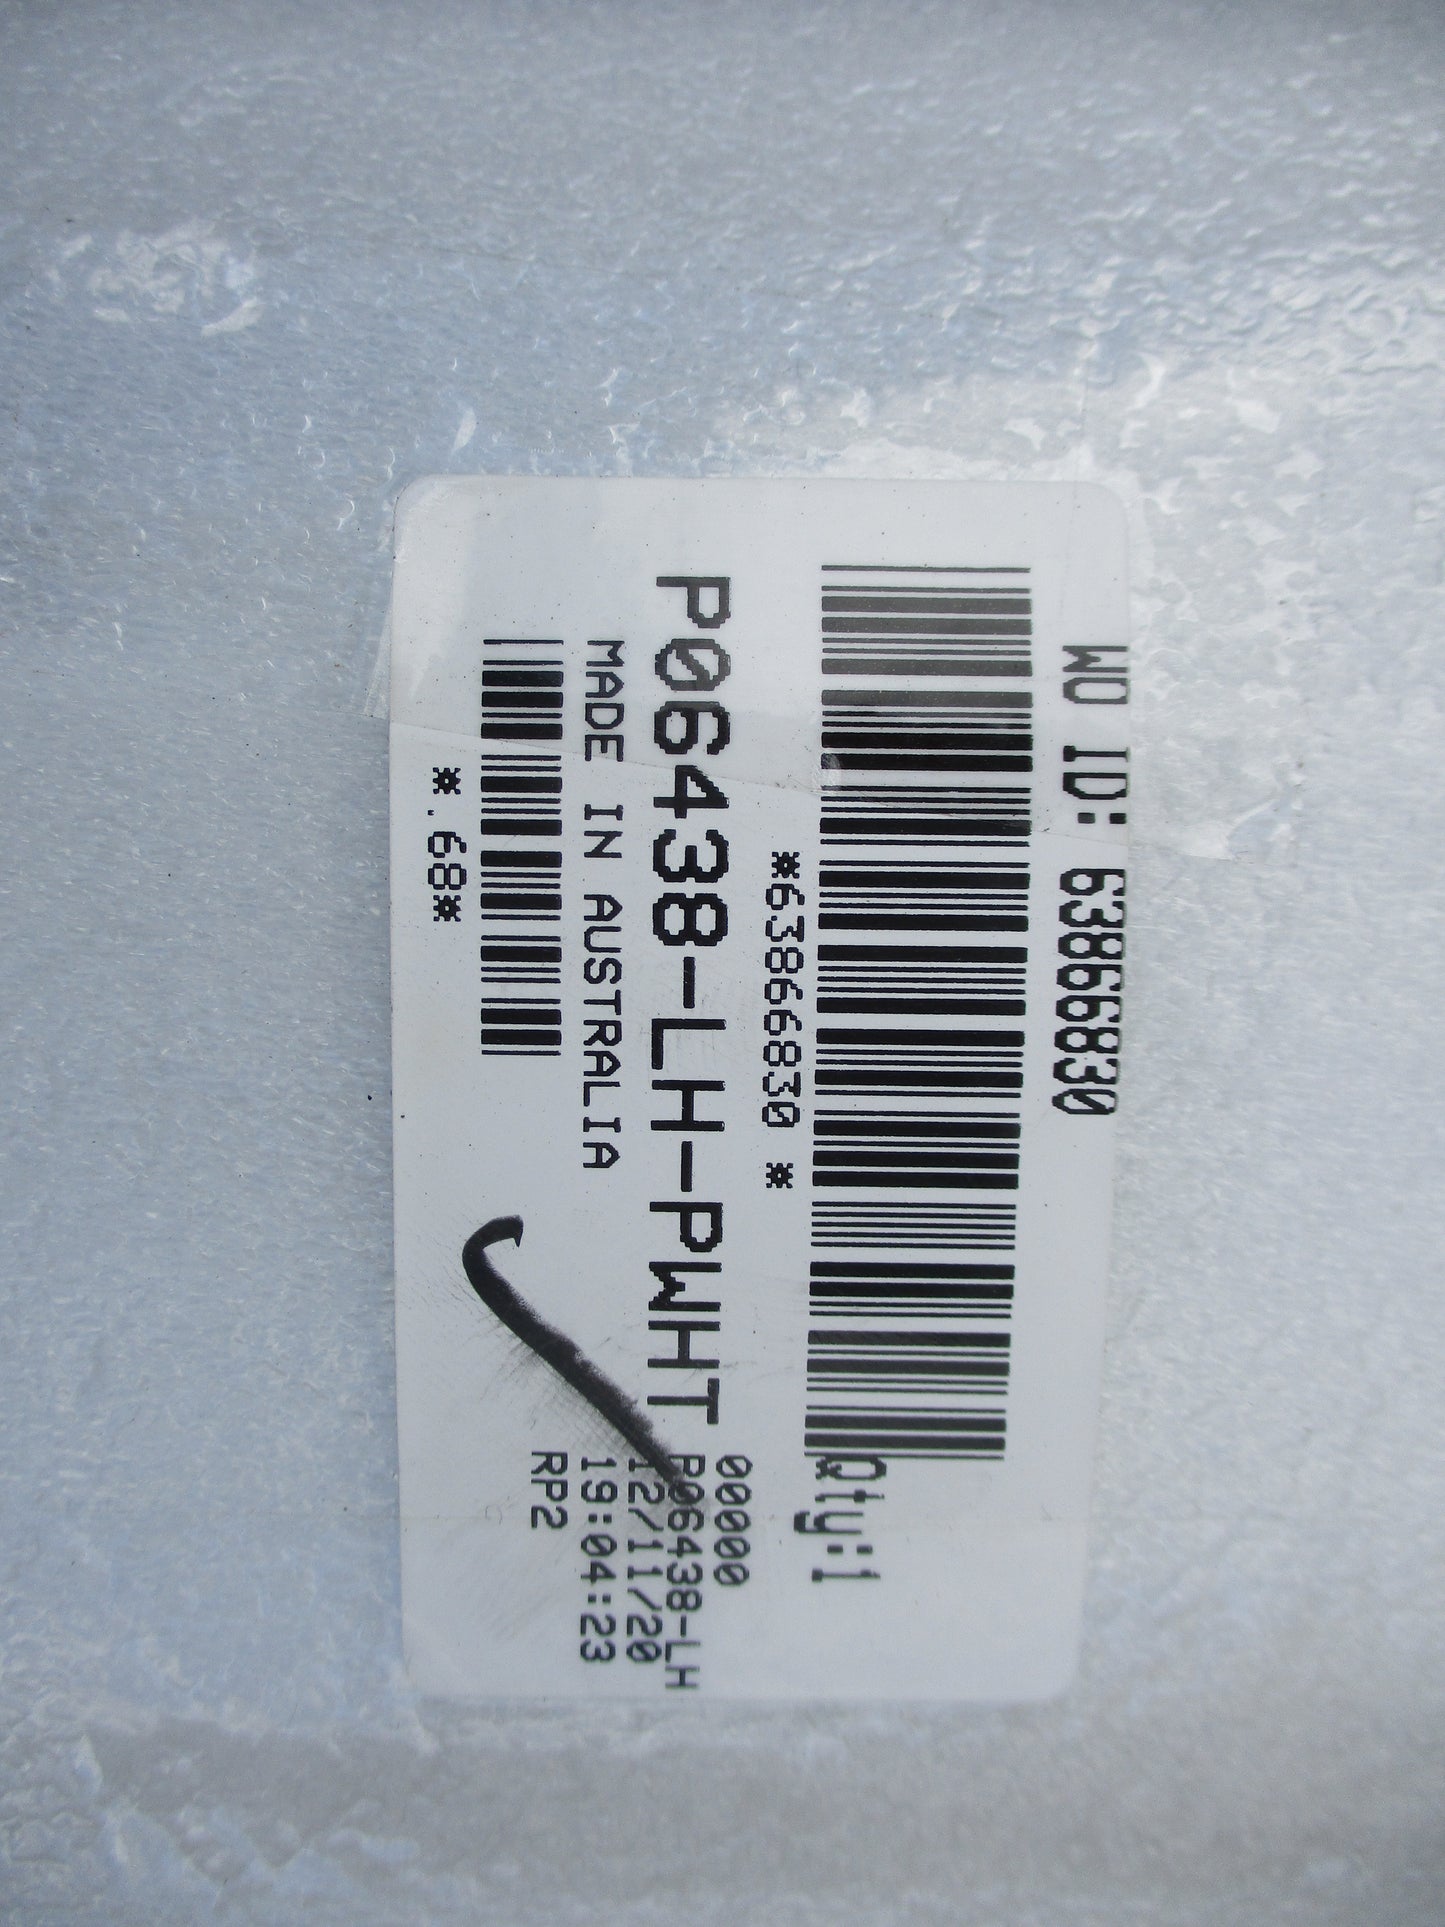 WO ID: 63866830
*63866830 *
Qty:1
P06438-LH-PWHT
00000
P06438-LH
12/11/20
19:04:23
RP2
MADE IN AUSTRALIA
*.68*